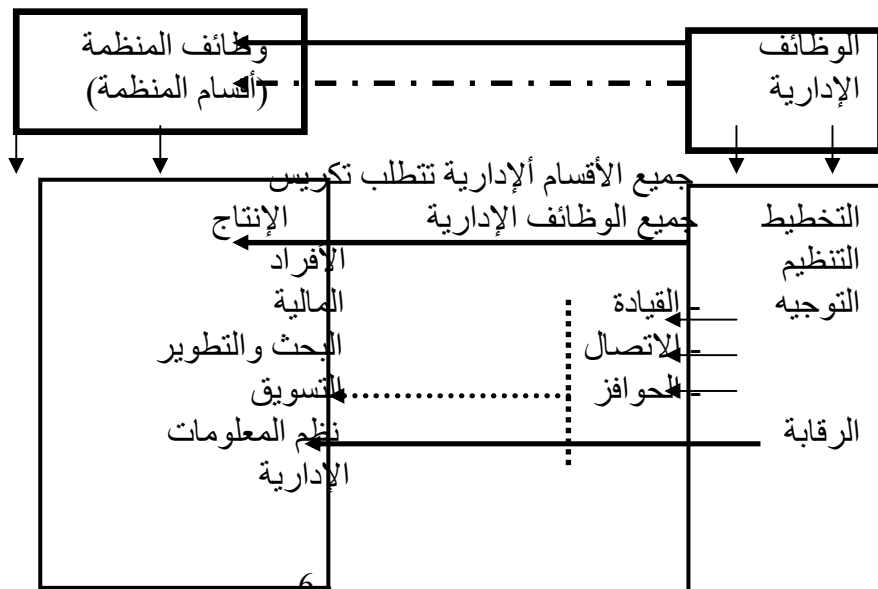 الوظائف
الإدارية
وظائف المنظمة
(أقسام المنظمة)
جميع الأقسام ألإدارية تتطلب تكريس
جميع الوظائف الإدارية
التخطيط
التنظيم
التوجيه
- القيادة
- الاتصال
- الحوافز
الرقابة
الإنتاج
الأفراد
المالية
البحث والتطوير
التسويق
نظم المعلومات
الإدارية
6